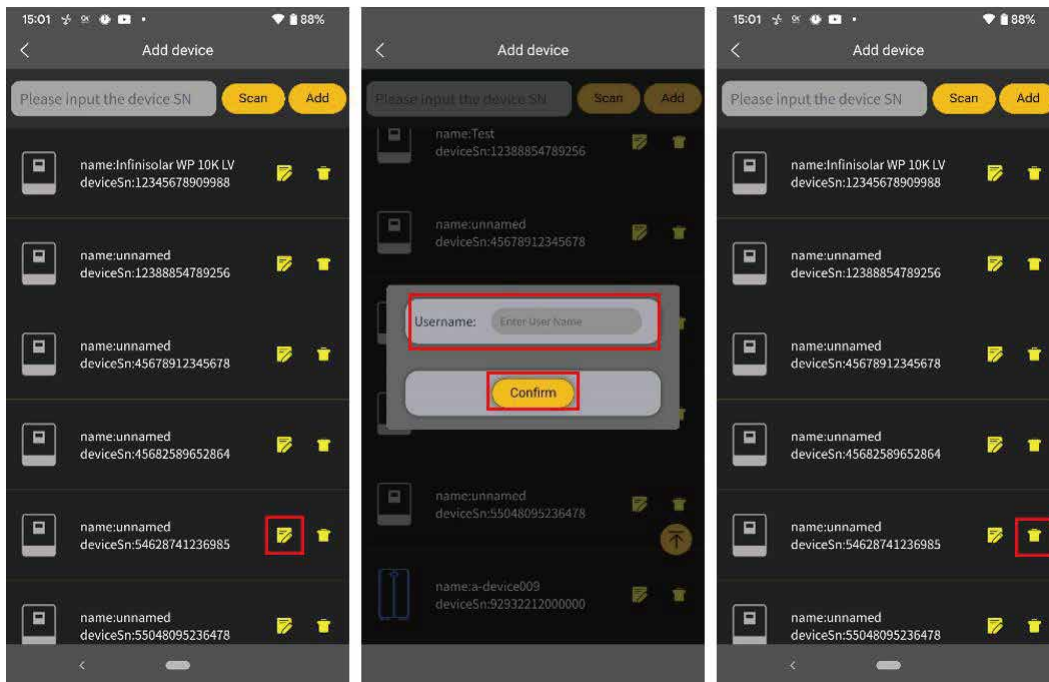 15:01 88%
Add device
Please input the device SN Scan Add
name:Infinisolar WP 10K LV
deviceSn:12345678909988
name:unnamed
deviceSn:12388854789256
name:unnamed
deviceSn:45678912345678
name:unnamed
deviceSn:45682589652864
name:unnamed
deviceSn:54628741236985
name:unnamed
deviceSn:55048095236478
Add device
Please input the device SN Scan Add
name:Test
deviceSn:12388854789256
name:unnamed
deviceSn:45678912345678
Username: Enter User Name
Confirm
name:unnamed
deviceSn:55048095236478
name:a-device009
deviceSn:92932212000000
15:01 88%
Add device
Please input the device SN Scan Add
name:Infinisolar WP 10K LV
deviceSn:12345678909988
name:unnamed
deviceSn:12388854789256
name:unnamed
deviceSn:45678912345678
name:unnamed
deviceSn:45682589652864
name:unnamed
deviceSn:54628741236985
name:unnamed
deviceSn:55048095236478